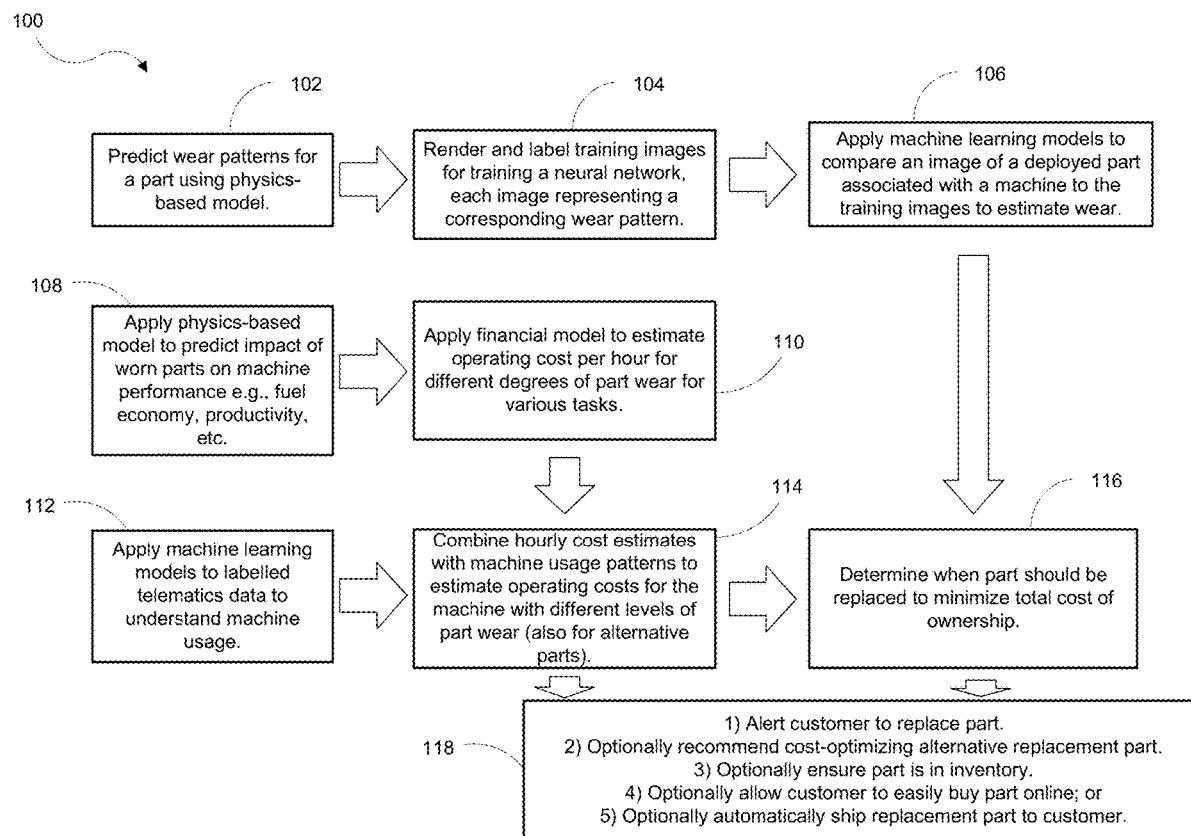 100
102
104
106
Predict wear patterns for
a part using physics-
based model.
Render and label training images
for training a neural network,
each image representing a
corresponding wear pattern.
Apply machine learning models to
compare an image of a deployed part
associated with a machine to the
training images to estimate wear.
108
Apply physics-based
model to predict impact of
worn parts on machine
performance e.g., fuel
economy, productivity,
etc.
Apply financial model to estimate
operating cost per hour for
different degrees of part wear for
various tasks.
110
112
Apply machine learning
models to labelled
telematics data to
understand machine
usage.
114
Combine hourly cost estimates
with machine usage patterns to
estimate operating costs for the
machine with different levels of
part wear (also for alternative
parts).
116
Determine when part should be
replaced to minimize total cost of
ownership.
118
1) Alert customer to replace part.
2) Optionally recommend cost-optimizing alternative replacement part.
3) Optionally ensure part is in inventory.
4) Optionally allow customer to easily buy part online; or
5) Optionally automatically ship replacement part to customer.